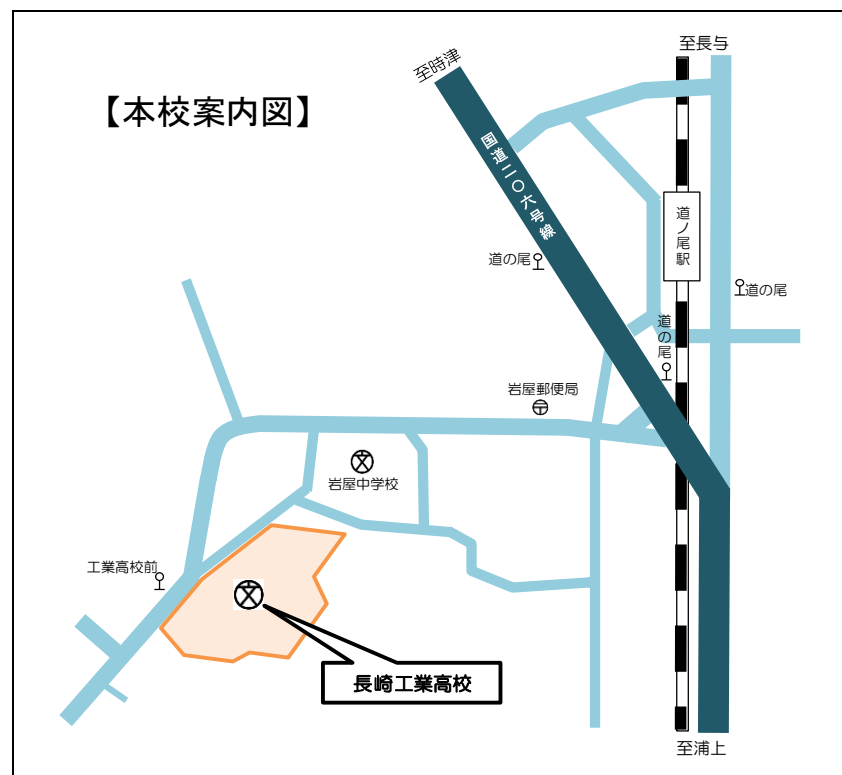 至長与
至時津
【本校案内図】
国道二〇六号線
道ノ尾駅
道の尾
道の尾
道の尾
岩屋郵便局
岩屋中学校
工業高校前
長崎工業高校
至浦上